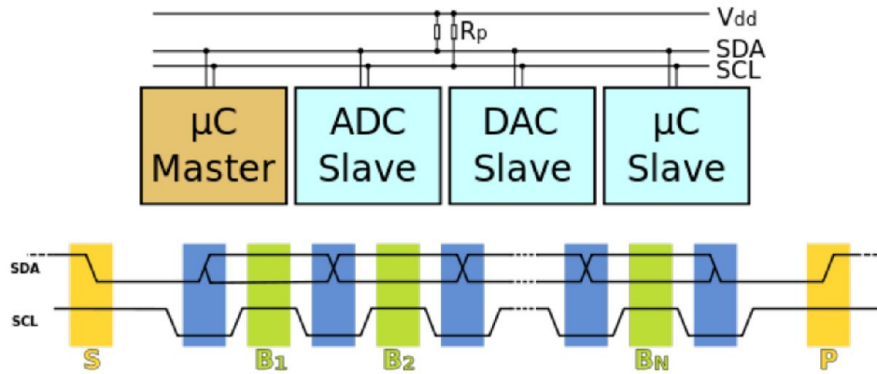 Vdd
Rp
SDA
SCL
µC Master
ADC Slave
DAC Slave
µC Slave
SDA
SCL
S B1 B2 BN P